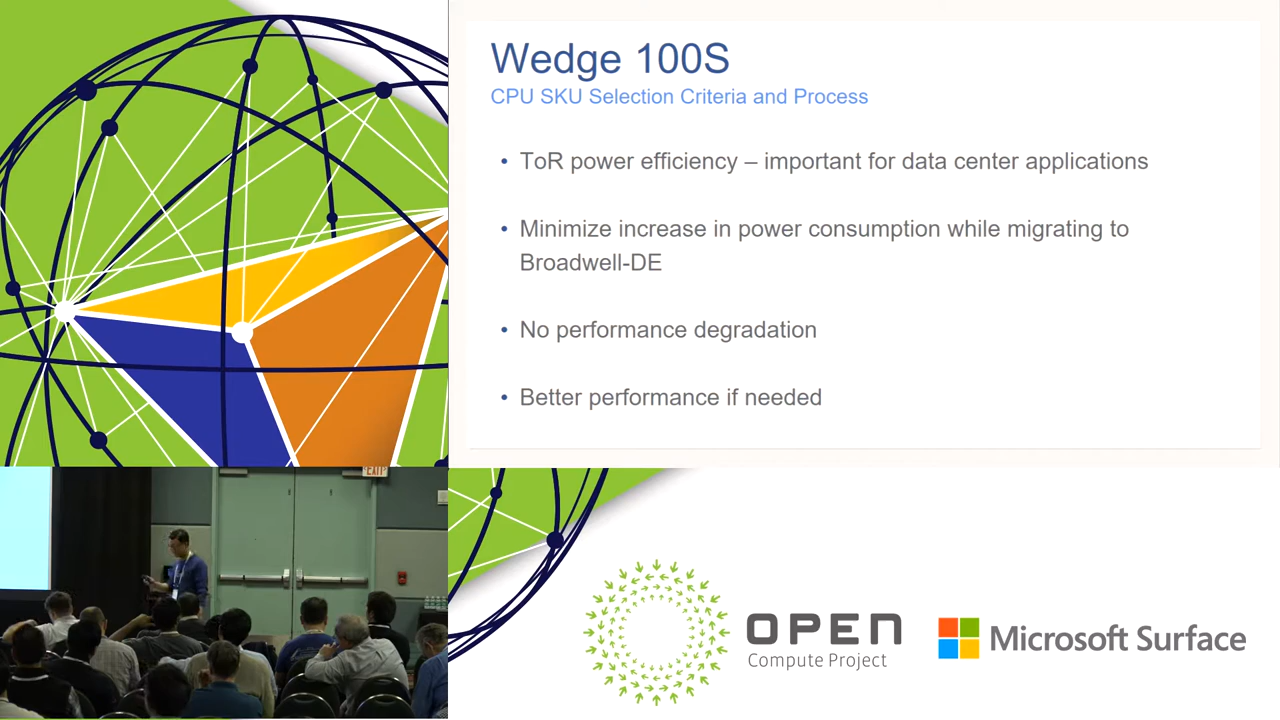 Wedge 100S
CPU SKU Selection Criteria and Process
• ToR power efficiency – important for data center applications
• Minimize increase in power consumption while migrating to
Broadwell-DE
• No performance degradation
• Better performance if needed
EXIT
OPEN
Compute Project
Microsoft Surface